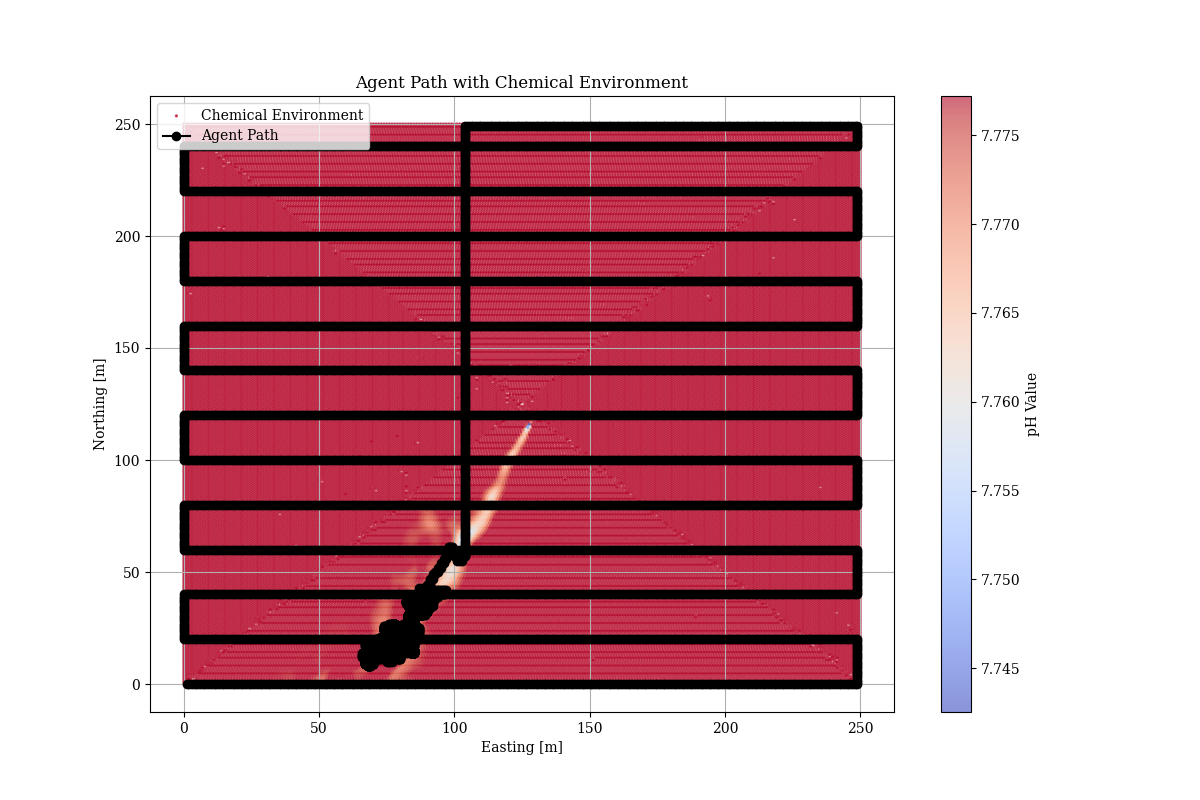 Agent Path with Chemical Environment
Chemical Environment
Agent Path
250
200
150
100
50
0
Northing [m]
0 50 100 150 200 250
Easting [m]
7.775
7.770
7.765
7.760
7.755
7.750
7.745
pH Value